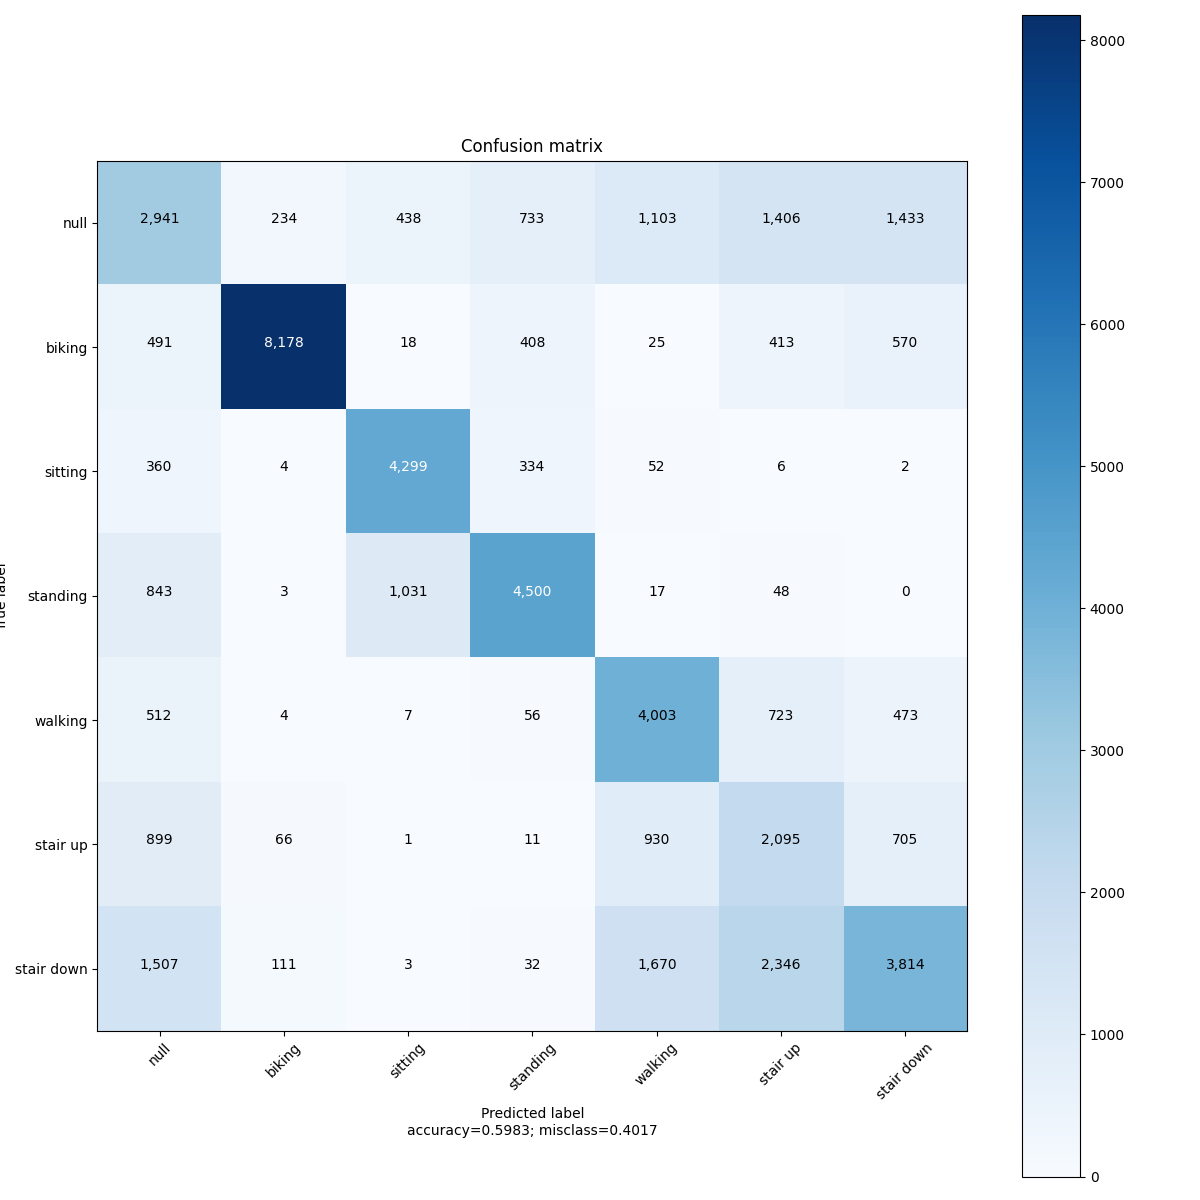 Confusion matrix
null 2,941 234 438 733 1,103 1,406 1,433
biking 491 8,178 18 408 25 413 570
sitting 360 4 4,299 334 52 6 2
standing 843 3 1,031 4,500 17 48 0
walking 512 4 7 56 4,003 723 473
stair up 899 66 1 11 930 2,095 705
stair down 1,507 111 3 32 1,670 2,346 3,814
null biking sitting standing walking stair up stair down
Predicted label
accuracy=0.5983; misclass=0.4017
8000
7000
6000
5000
4000
3000
2000
1000
0